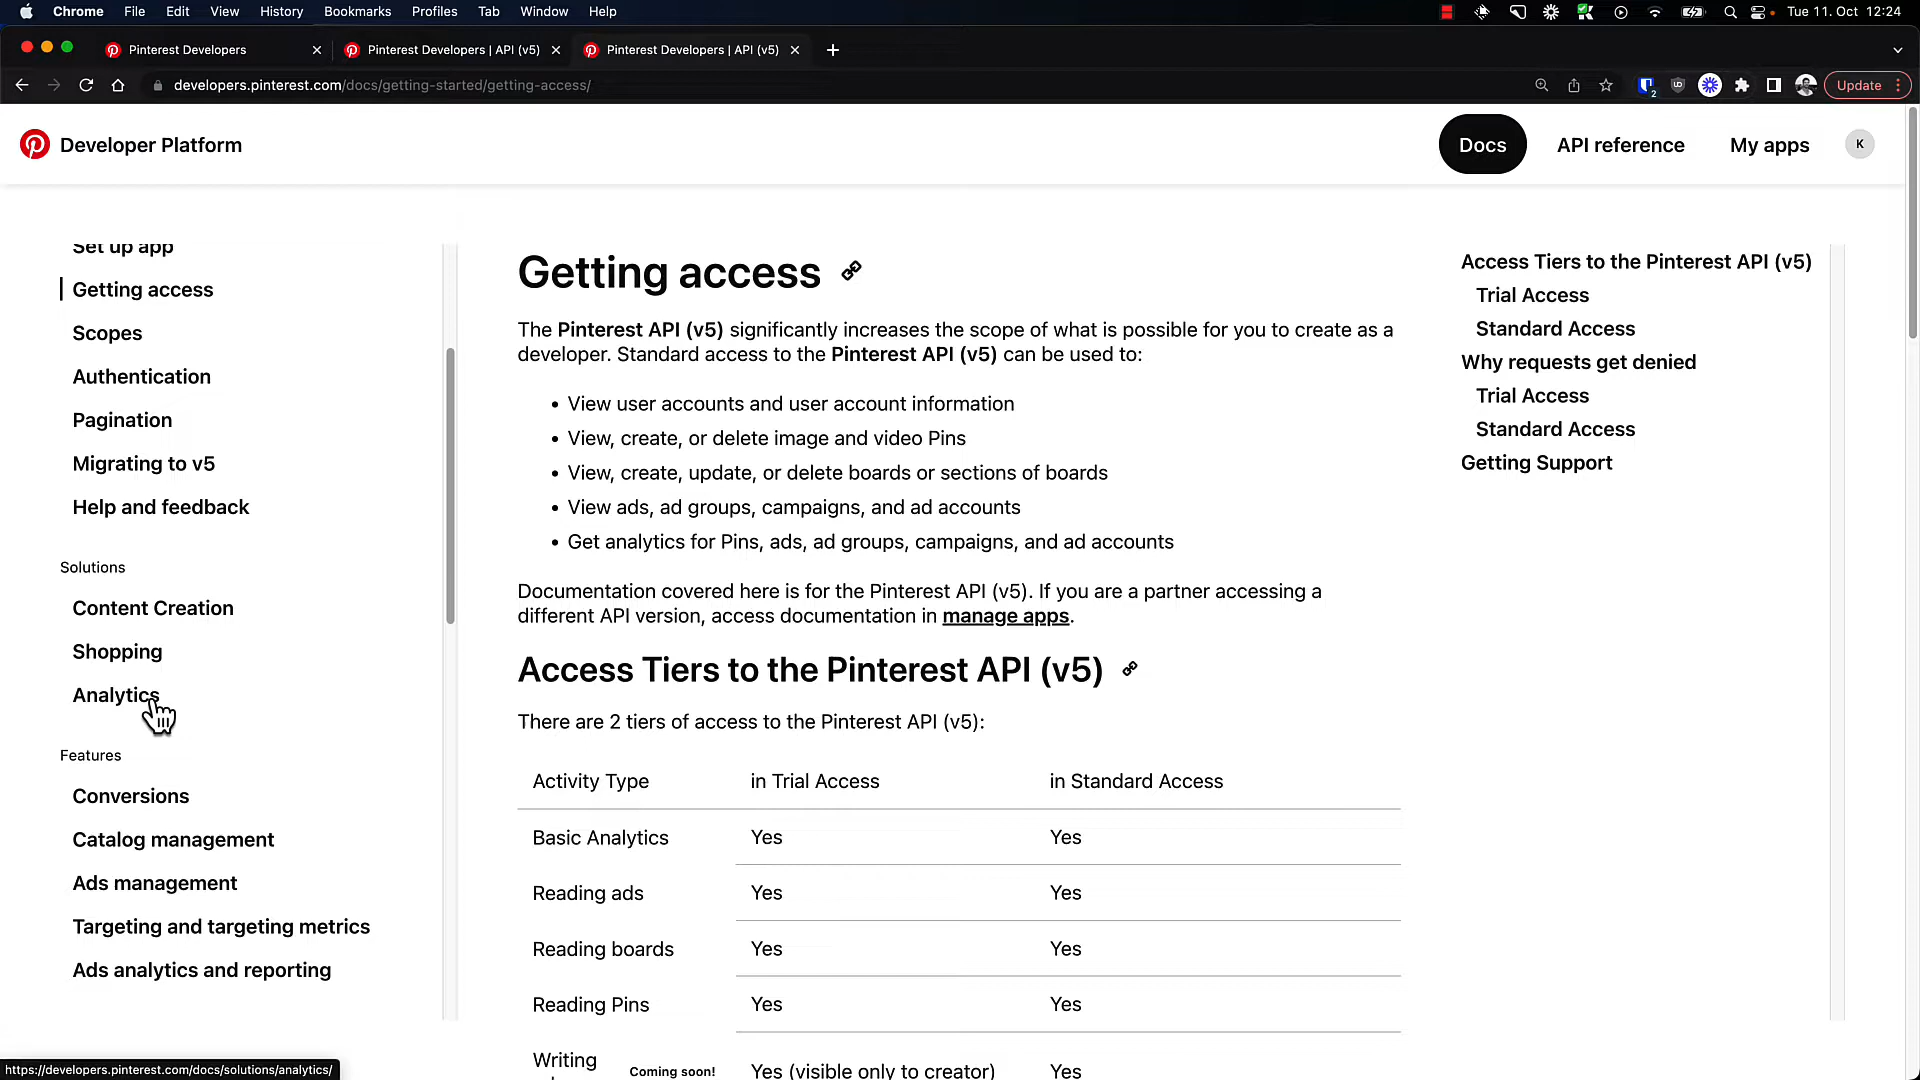 Chrome File Edit View History Bookmarks Profiles Tab Window Help Tue 11. Oct 12:24
Pinterest Developers Pinterest Developers | API (v5) Pinterest Developers | API (v5)
developers.pinterest.com/docs/getting-started/getting-access/ 2 Update
Developer Platform Docs API reference My apps K
Set up app
Getting access
Scopes
Authentication
Pagination
Migrating to v5
Help and feedback
Solutions
Content Creation
Shopping
Analytics
Features
Conversions
Catalog management
Ads management
Targeting and targeting metrics
Ads analytics and reporting
Getting access
The Pinterest API (v5) significantly increases the scope of what is possible for you to create as a
developer. Standard access to the Pinterest API (v5) can be used to:
• View user accounts and user account information
• View, create, or delete image and video Pins
• View, create, update, or delete boards or sections of boards
• View ads, ad groups, campaigns, and ad accounts
• Get analytics for Pins, ads, ad groups, campaigns, and ad accounts
Documentation covered here is for the Pinterest API (v5). If you are a partner accessing a
different API version, access documentation in manage apps.
Access Tiers to the Pinterest API (v5)
There are 2 tiers of access to the Pinterest API (v5):
Activity Type in Trial Access in Standard Access
Basic Analytics Yes Yes
Reading ads Yes Yes
Reading boards Yes Yes
Reading Pins Yes Yes
Writing Coming soon! Yes (visible only to creator) Yes
Access Tiers to the Pinterest API (v5)
Trial Access
Standard Access
Why requests get denied
Trial Access
Standard Access
Getting Support
https://developers.pinterest.com/docs/solutions/analytics/